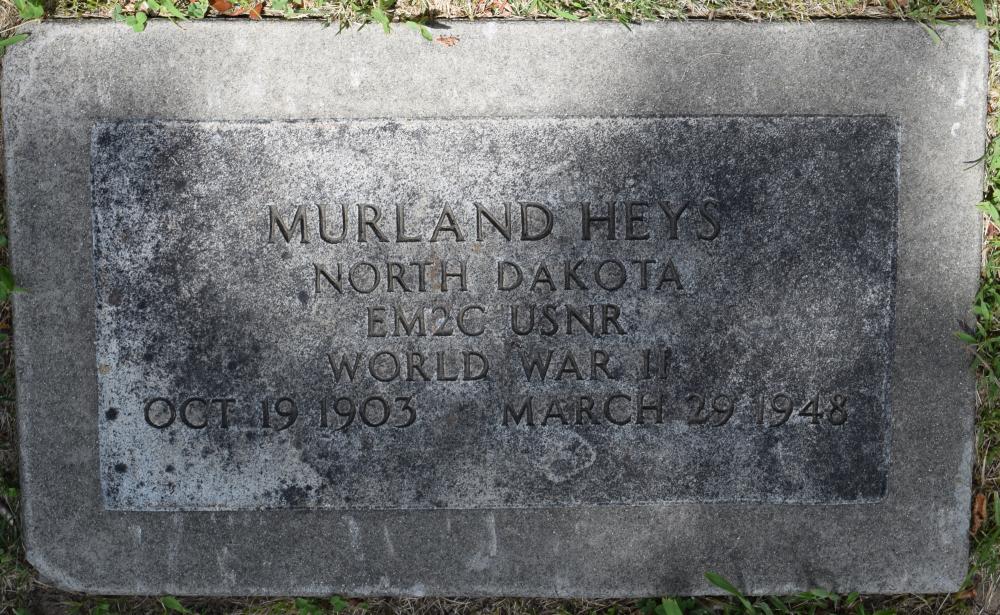 MURLAND HEYS
NORTH DAKOTA
EM2C USNR
WORLD WAR II
OCT 19 1903 MARCH 29 1948